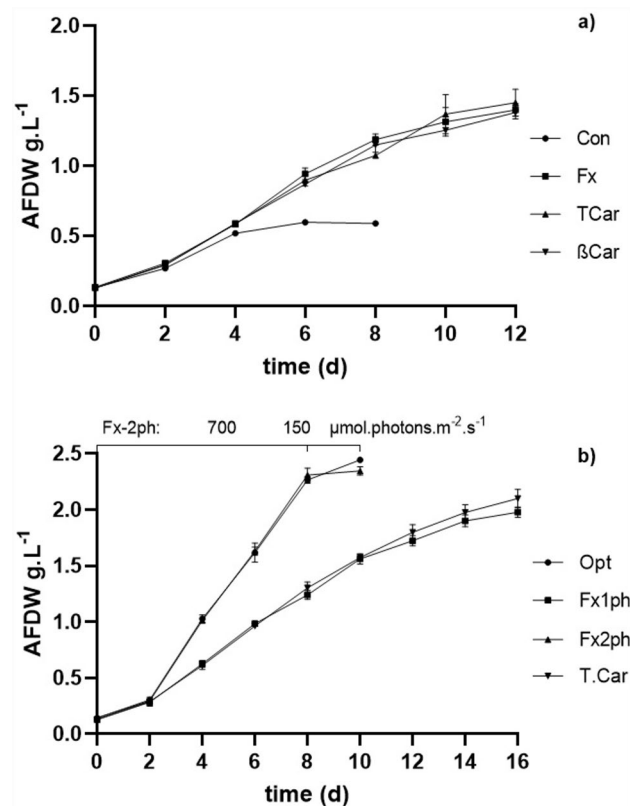 a)
2.0
1.5
1.0
0.5
0.0
AFDW g.L-1
0 2 4 6 8 10 12
time (d)
Con
Fx
TCar
ßCar
Fx-2ph: 700 150 µmol.photons.m-2.s-1
b)
2.5
2.0
1.5
1.0
0.5
0.0
AFDW g.L-1
0 2 4 6 8 10 12 14 16
time (d)
Opt
Fx1ph
Fx2ph
T.Car